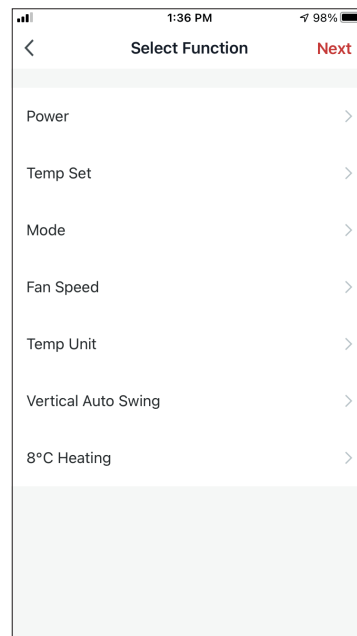 1:36 PM
98%
Select Function
Next
Power
Temp Set
Mode
Fan Speed
Temp Unit
Vertical Auto Swing
8°C Heating